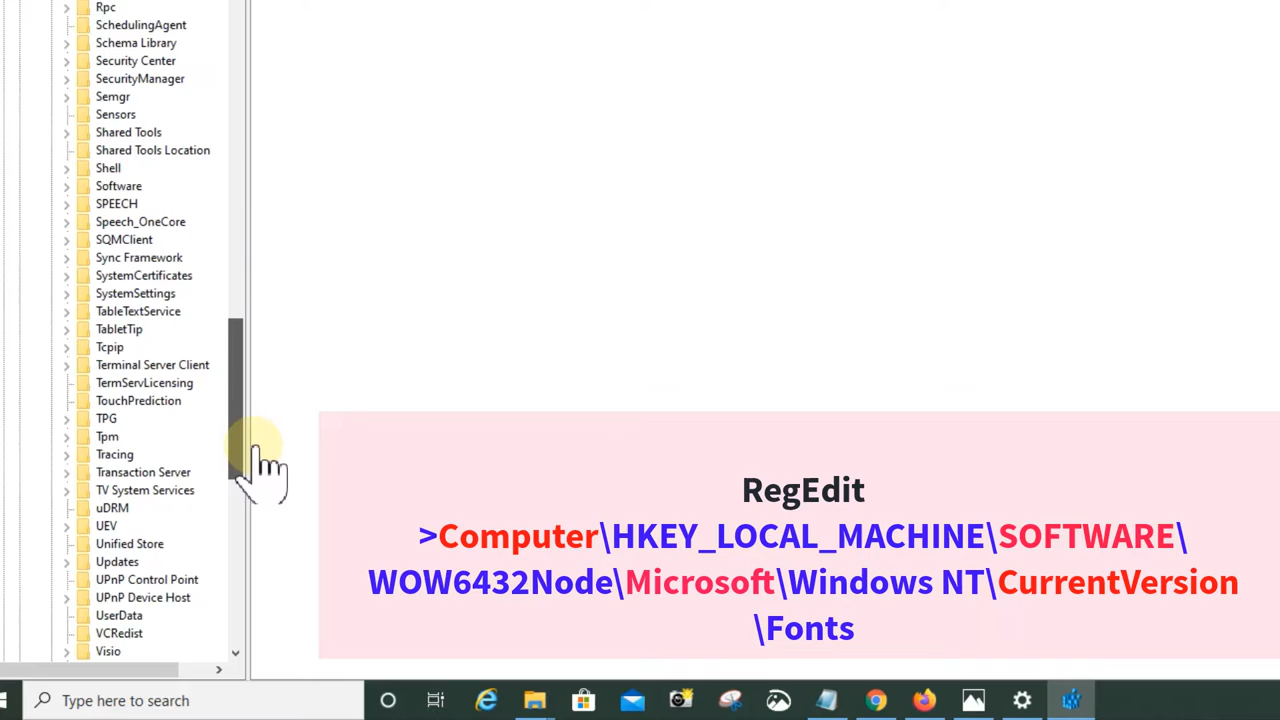 Rpc
SchedulingAgent
Schema Library
Security Center
SecurityManager
Semgr
Sensors
Shared Tools
Shared Tools Location
Shell
Software
SPEECH
Speech_OneCore
SQMClient
Sync Framework
SystemCertificates
SystemSettings
TableTextService
TabletTip
Tcpip
Terminal Server Client
TermServLicensing
TouchPrediction
TPG
Tpm
Tracing
Transaction Server
TV System Services
uDRM
UEV
Unified Store
Updates
UPnP Control Point
UPnP Device Host
UserData
VCRedist
Visio
RegEdit
>Computer\HKEY_LOCAL_MACHINE\SOFTWARE\
WOW6432Node\Microsoft\Windows NT\CurrentVersion
\Fonts
Type here to search